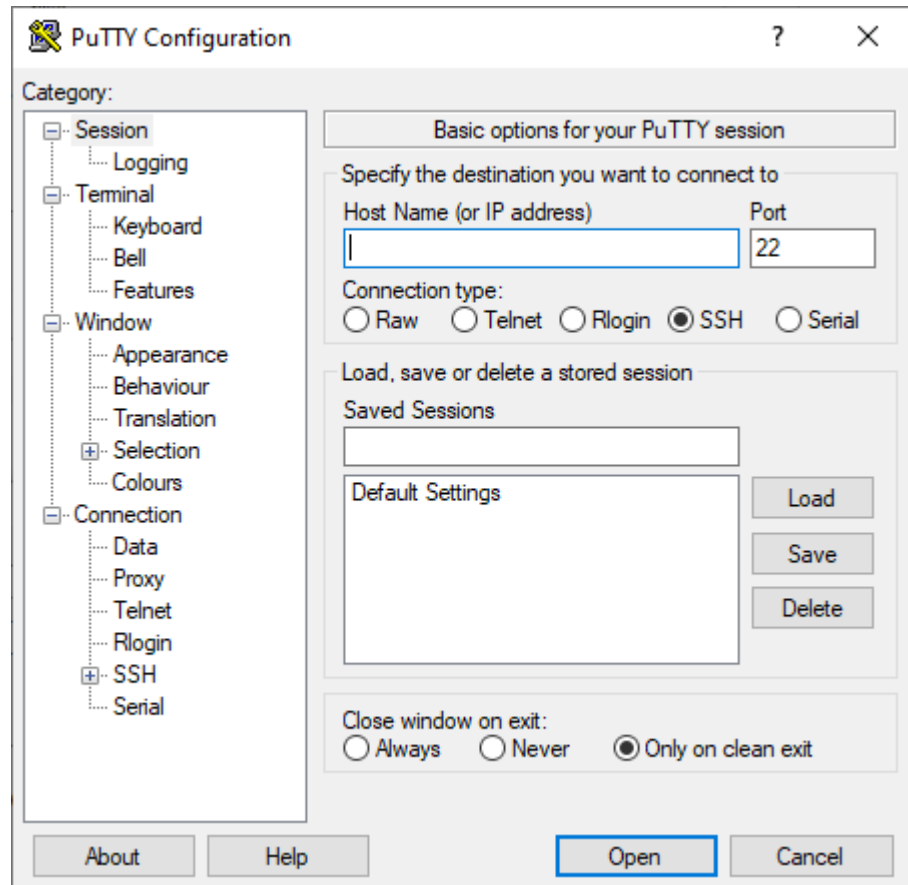 PuTTY Configuration
?
Category:
Session
Logging
Terminal
Keyboard
Bell
Features
Window
Appearance
Behaviour
Translation
Selection
Colours
Connection
Data
Proxy
Telnet
Rlogin
SSH
Serial
Basic options for your PuTTY session
Specify the destination you want to connect to
Host Name (or IP address) Port
22
Connection type:
Raw Telnet Rlogin SSH Serial
Load, save or delete a stored session
Saved Sessions
Default Settings
Load
Save
Delete
Close window on exit:
Always Never Only on clean exit
About Help Open Cancel